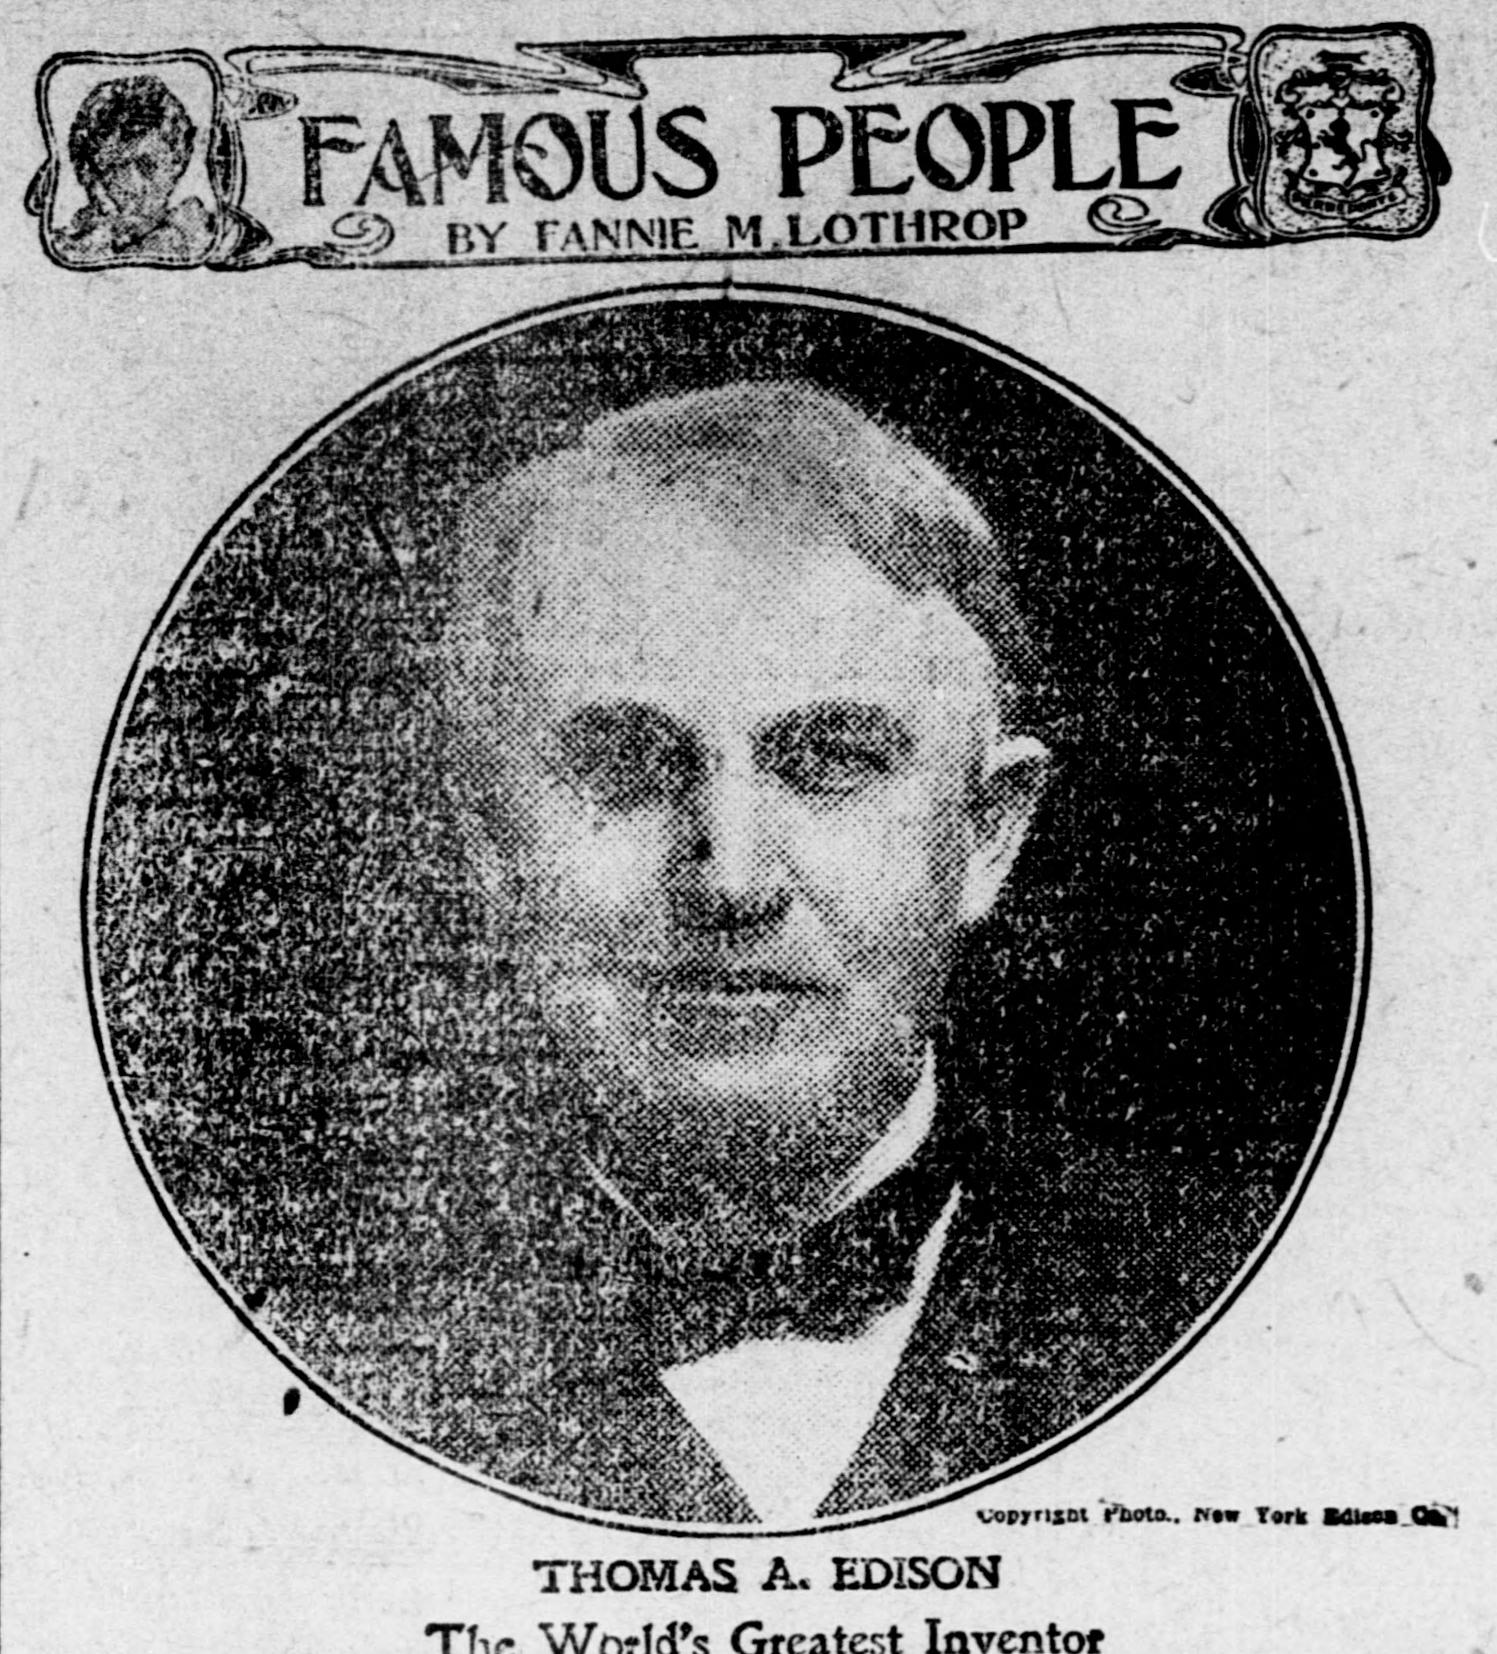 FAMOUS PEOPLE
BY FANNIE M. LOTHROP
Copyright Photo., New York Edison Co.
THOMAS A. EDISON
The World's Greatest Inventor